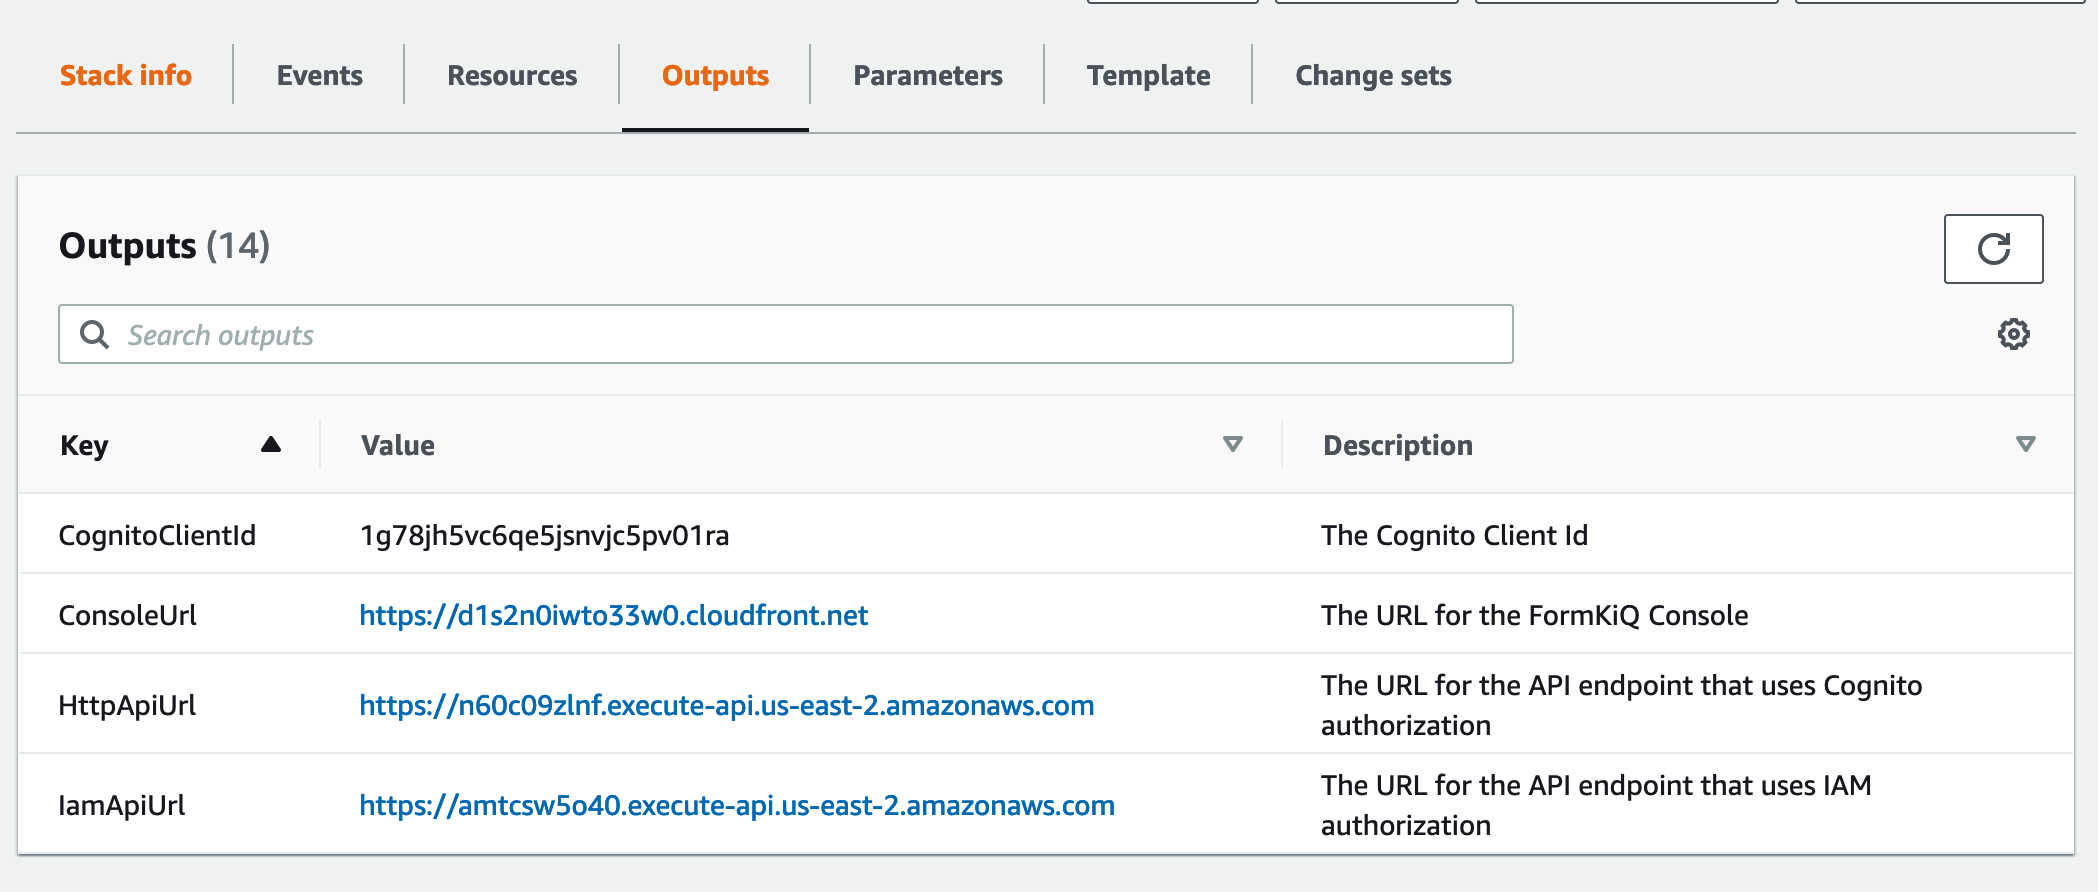 Stack info
Events
Resources
Outputs
Parameters
Template
Change sets
Outputs (14)
Search outputs
Key
Value
Description
CognitoClientId
1g78jh5vc6qe5jsnvjc5pv01ra
The Cognito Client Id
ConsoleUrl
https://d1s2n0iwto33w0.cloudfront.net
The URL for the FormKiQ Console
HttpApiUrl
https://n60c09zlnf.execute-api.us-east-2.amazonaws.com
The URL for the API endpoint that uses Cognito
authorization
IamApiUrl
https://amtcsw5o40.execute-api.us-east-2.amazonaws.com
The URL for the API endpoint that uses IAM
authorization